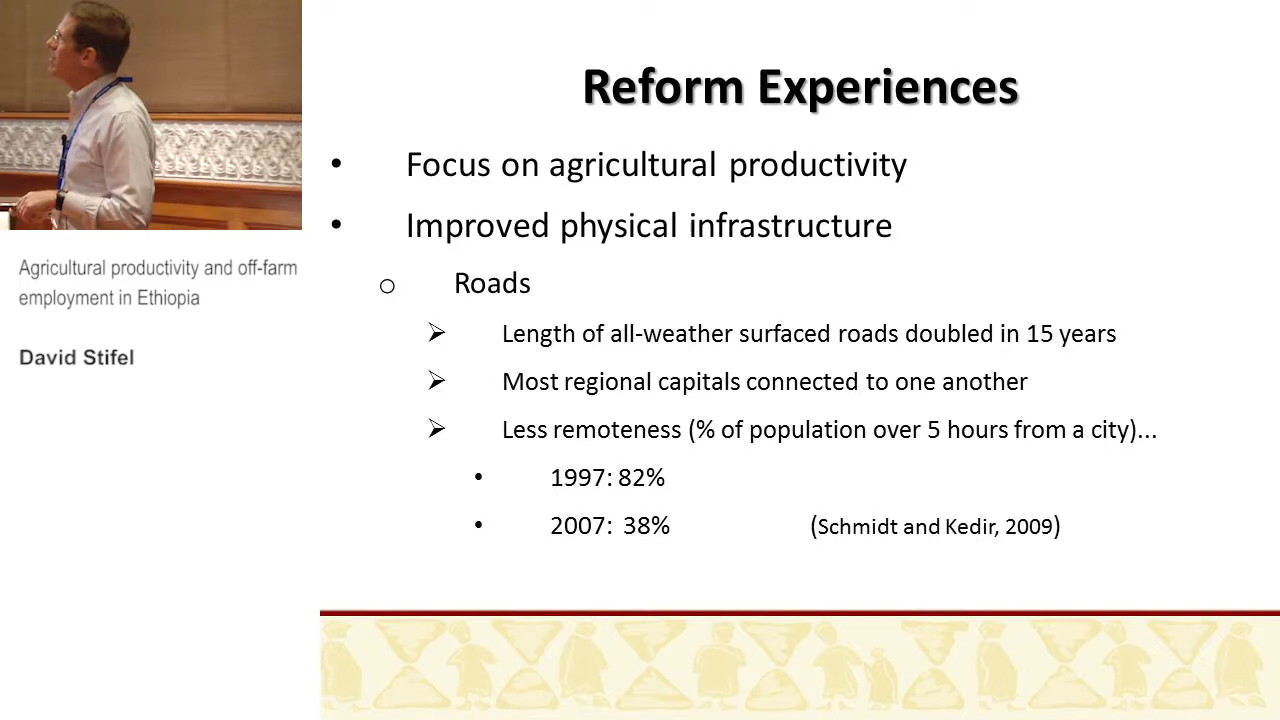 Reform Experiences
• Focus on agricultural productivity
• Improved physical infrastructure
o Roads
➢ Length of all-weather surfaced roads doubled in 15 years
➢ Most regional capitals connected to one another
➢ Less remoteness (% of population over 5 hours from a city)...
• 1997: 82%
• 2007: 38% (Schmidt and Kedir, 2009)
Agricultural productivity and off-farm
employment in Ethiopia
David Stifel